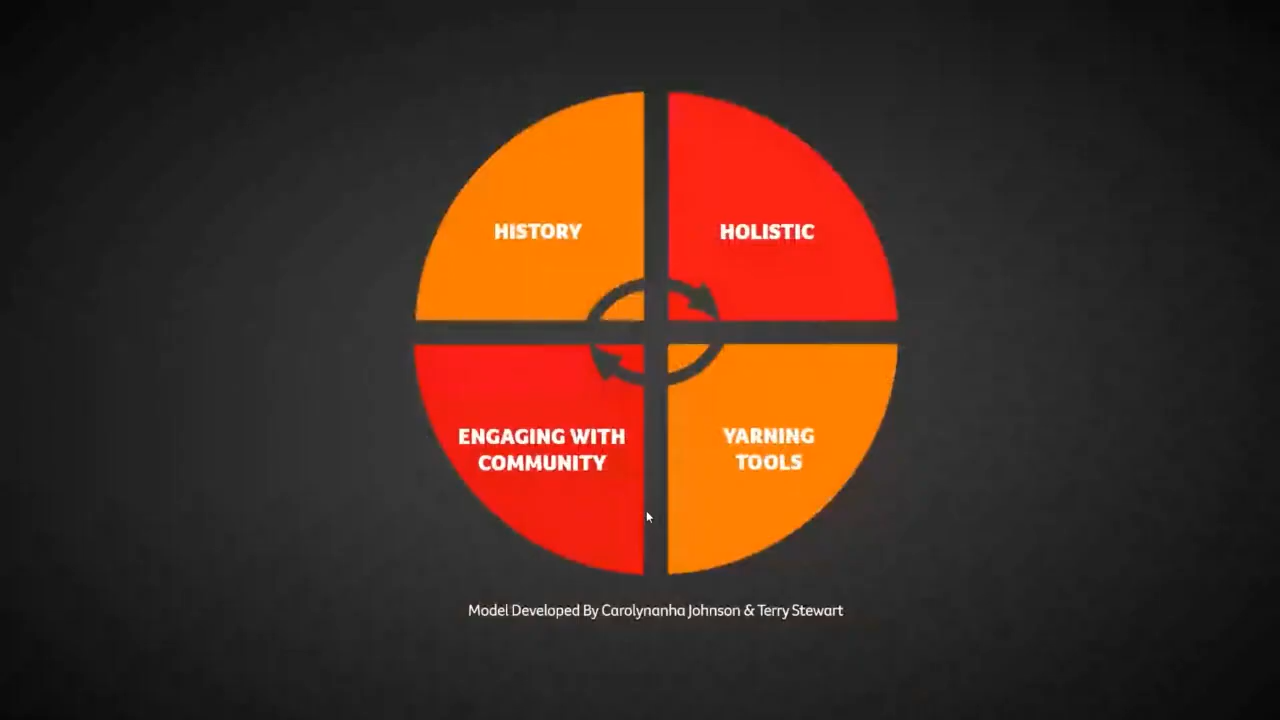 HISTORY
HOLISTIC
ENGAGING WITH
COMMUNITY
YARNING
TOOLS
Model Developed By Carolynanha Johnson & Terry Stewart